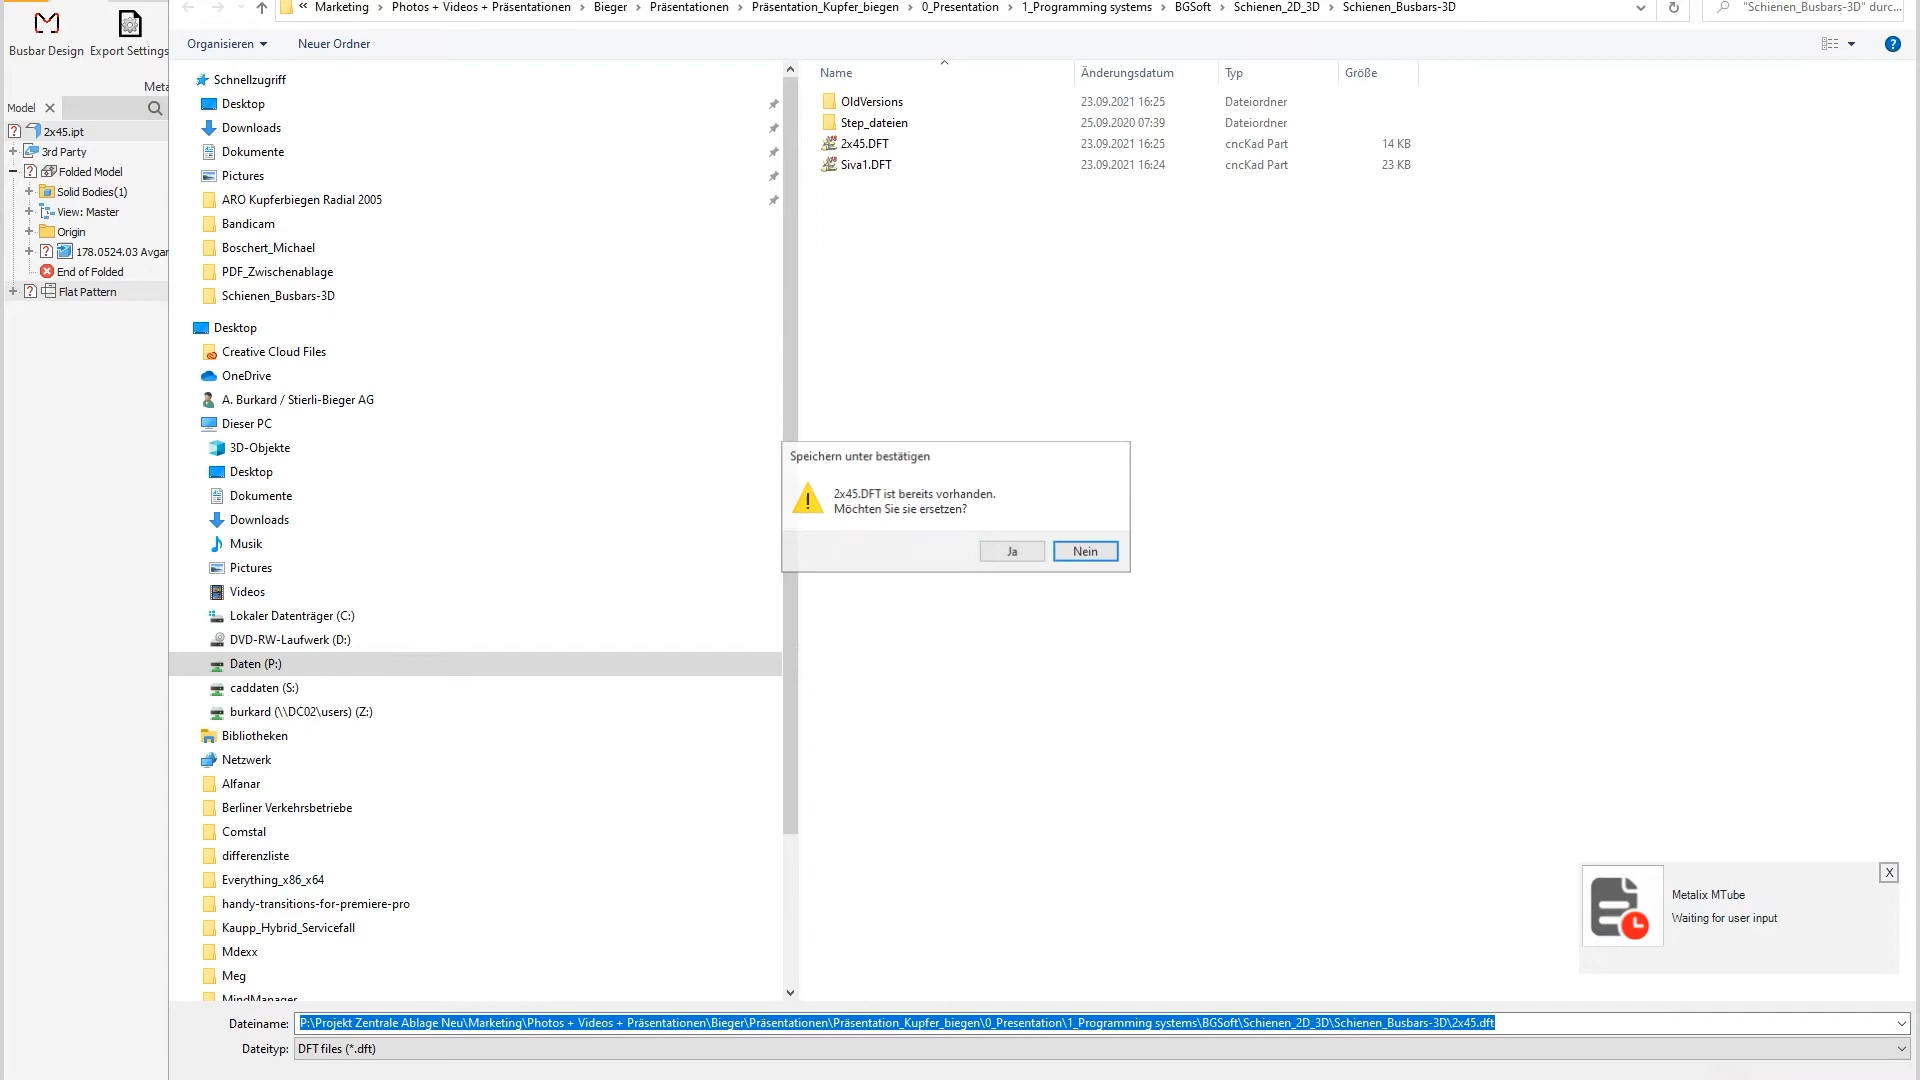 « Marketing > Photos + Videos + Präsentationen > Bieger > Präsentationen > Präsentation_Kupfer_biegen > 0_Presentation > 1_Programming systems > BGSoft > Schienen_2D_3D > Schienen_Busbars-3D
"Schienen_Busbars-3D" durc...
Busbar Design
Export Settings
Organisieren
Neuer Ordner
Model
2x45.ipt
3rd Party
Folded Model
Solid Bodies(1)
View: Master
Origin
178.0524.03 Avgar
End of Folded
Flat Pattern
Schnellzugriff
Desktop
Downloads
Dokumente
Pictures
ARO Kupferbiegen Radial 2005
Bandicam
Boschert_Michael
PDF_Zwischenablage
Schienen_Busbars-3D
Desktop
Creative Cloud Files
OneDrive
A. Burkard / Stierli-Bieger AG
Dieser PC
3D-Objekte
Desktop
Dokumente
Downloads
Musik
Pictures
Videos
Lokaler Datenträger (C:)
DVD-RW-Laufwerk (D:)
Daten (P:)
caddaten (S:)
burkard (\\DC02\users) (Z:)
Bibliotheken
Netzwerk
Alfanar
Berliner Verkehrsbetriebe
Comstal
differenzliste
Everything_x86_x64
handy-transitions-for-premiere-pro
Kaupp_Hybrid_Servicefall
Mdexx
Meg
MindManager
Name Änderungsdatum Typ Größe
OldVersions 23.09.2021 16:25 Dateiordner
Step_dateien 25.09.2020 07:39 Dateiordner
2x45.DFT 23.09.2021 16:25 cncKad Part 14 KB
Siva1.DFT 23.09.2021 16:24 cncKad Part 23 KB
Speichern unter bestätigen
2x45.DFT ist bereits vorhanden.
Möchten Sie sie ersetzen?
Ja Nein
X
Metalix MTube
Waiting for user input
Dateiname: P:\Projekt Zentrale Ablage Neu\Marketing\Photos + Videos + Präsentationen\Bieger\Präsentationen\Präsentation_Kupfer_biegen\0_Presentation\1_Programming systems\BGSoft\Schienen_2D_3D\Schienen_Busbars-3D\2x45.dft
Dateityp: DFT files (*.dft)